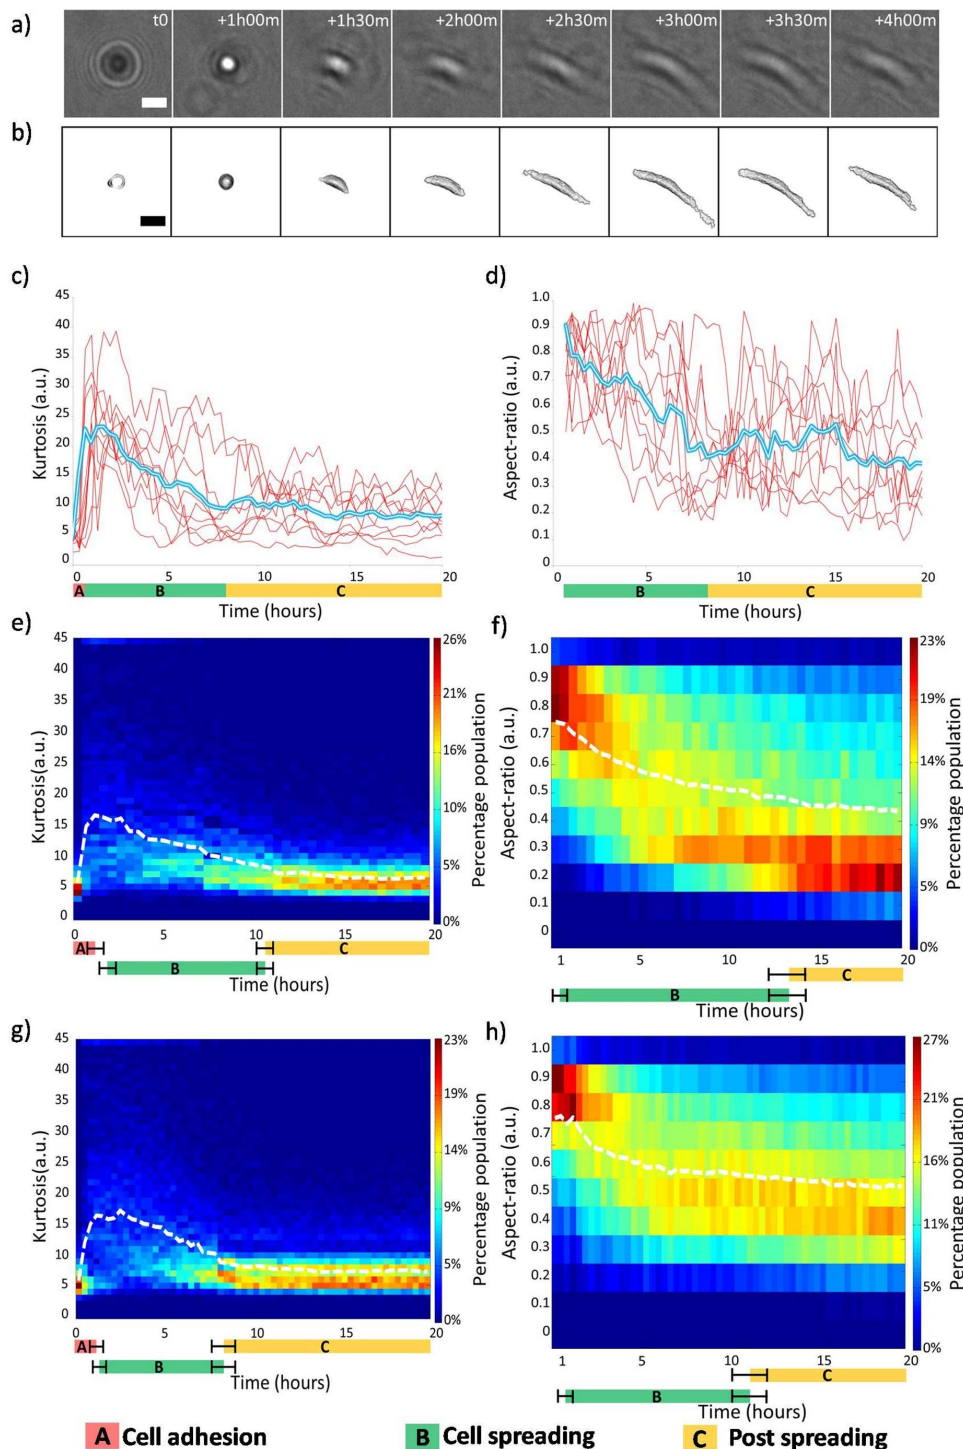 a)
t0 +1h00m +1h30m +2h00m +2h30m +3h00m +3h30m +4h00m
b)
c)
Kurtosis (a.u.)
45
40
35
30
25
20
15
10
5
0
0 5 10 15 20
A B C
Time (hours)
d)
Aspect-ratio (a.u.)
1.0
0.9
0.8
0.7
0.6
0.5
0.4
0.3
0.2
0.1
0
0 5 10 15 20
B C
Time (hours)
e)
Kurtosis(a.u.)
45
40
35
30
25
20
15
10
5
0
0 5 10 15 20
A C
B
Time (hours)
26%
21%
16%
10%
5%
0%
Percentage population
f)
Aspect-ratio (a.u.)
1.0
0.9
0.8
0.7
0.6
0.5
0.4
0.3
0.2
0.1
0
1 5 10 15 20
C
B
Time (hours)
23%
19%
14%
9%
5%
0%
Percentage population
g)
Kurtosis(a.u.)
45
40
35
30
25
20
15
10
5
0
0 5 10 15 20
A C
B
Time (hours)
23%
19%
14%
9%
5%
0%
Percentage population
h)
Aspect-ratio (a.u.)
1.0
0.9
0.8
0.7
0.6
0.5
0.4
0.3
0.2
0.1
0
1 5 10 15 20
C
B
Time (hours)
27%
21%
16%
11%
5%
0%
Percentage population
A Cell adhesion B Cell spreading C Post spreading